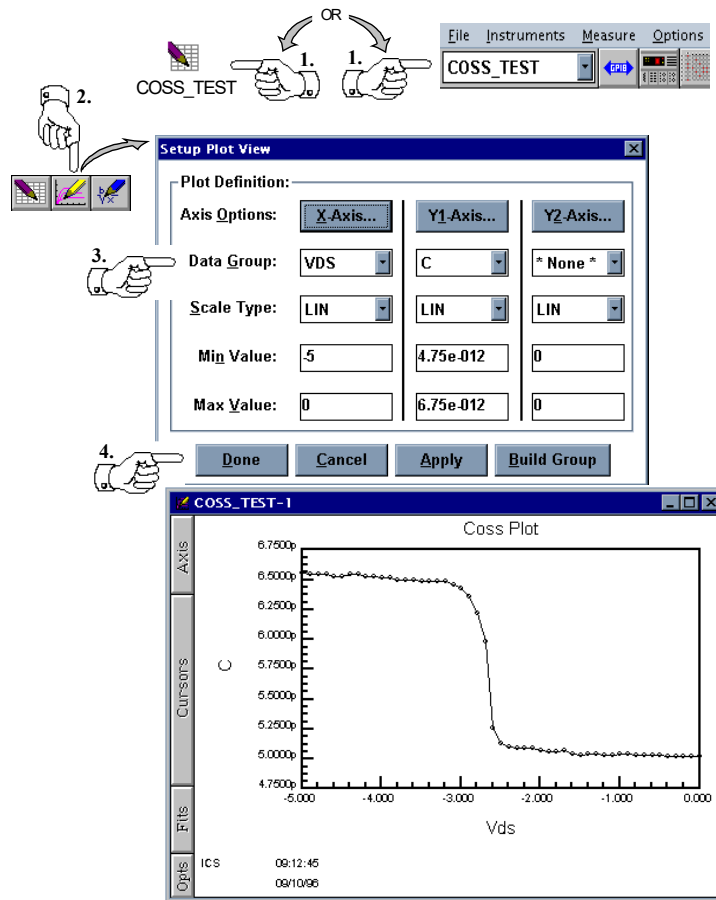 OR
1.
1.
COSS_TEST
File Instruments Measure Options
COSS_TEST
GPIB
2.
Setup Plot View
Plot Definition:
Axis Options: X-Axis... Y1-Axis... Y2-Axis...
3.
Data Group: VDS C * None *
Scale Type: LIN LIN LIN
Min Value: -5 4.75e-012 0
Max Value: 0 6.75e-012 0
4.
Done Cancel Apply Build Group
COSS_TEST-1
Axis
Cursors
Fits
Opts
Coss Plot
6.7500p
6.5000p
6.2500p
6.0000p
5.7500p
5.5000p
5.2500p
5.0000p
4.7500p
C
-5.000 -4.000 -3.000 -2.000 -1.000 0.000
Vds
ICS 09:12:45
09/10/96